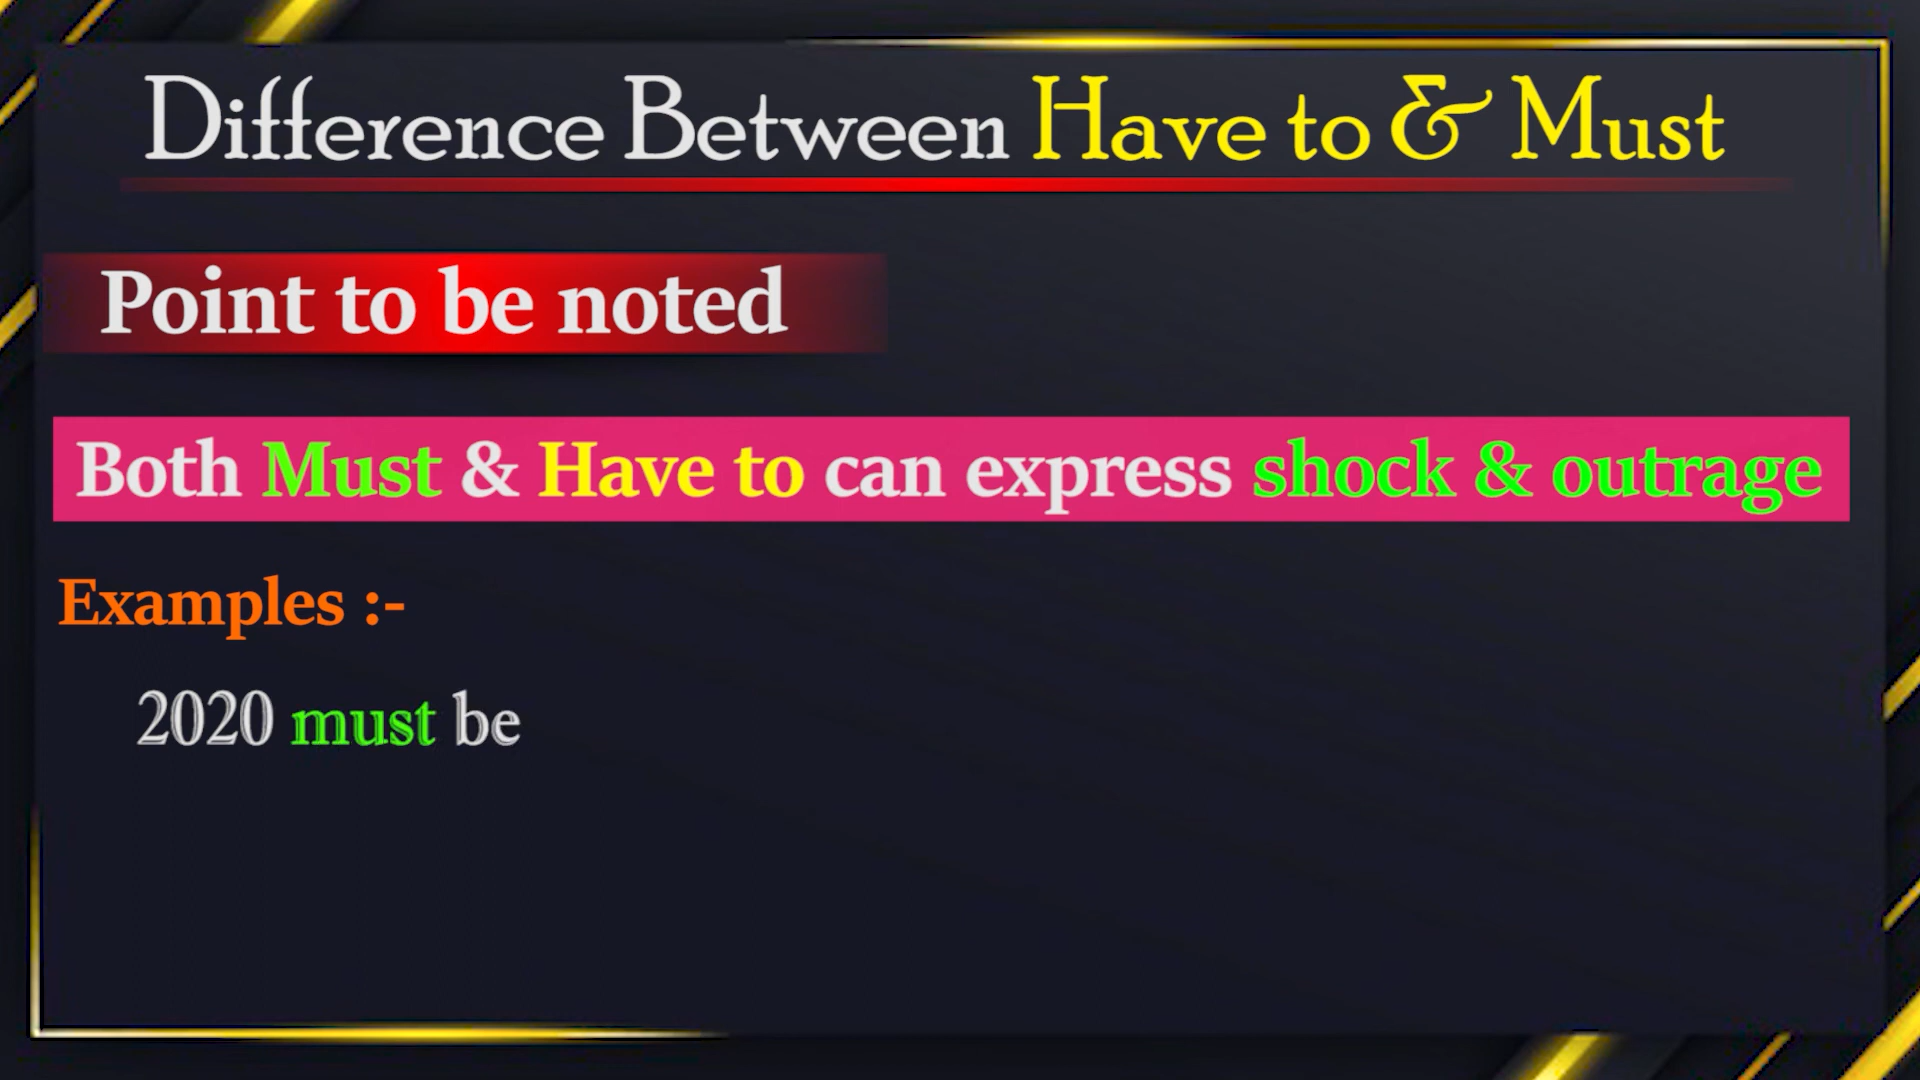 Difference Between Have to & Must
Point to be noted
Both Must & Have to can express shock & outrage
Examples :-
2020 must be